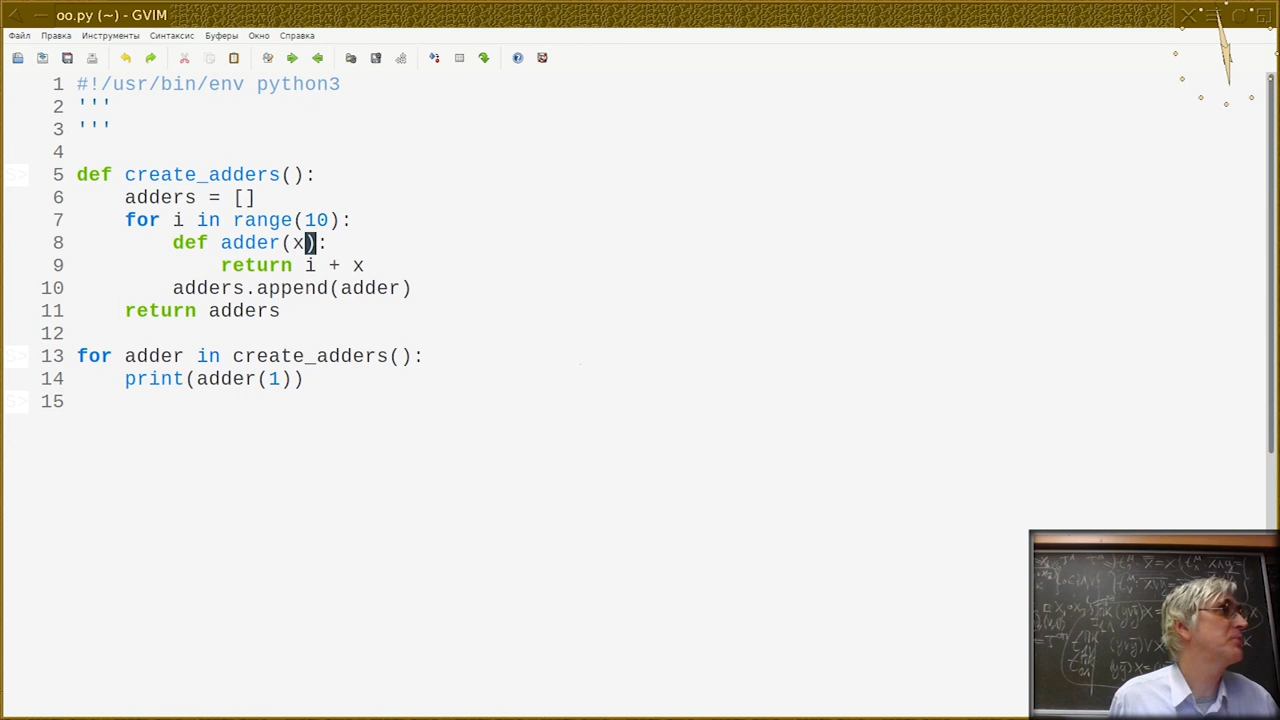 oo.py (~) - GVIM
Файл Правка Инструменты Синтаксис Буферы Окно Справка
1 #!/usr/bin/env python3
2 '''
3 '''
4
5 def create_adders():
6     adders = []
7     for i in range(10):
8         def adder(x):
9             return i + x
10         adders.append(adder)
11     return adders
12
13 for adder in create_adders():
14     print(adder(1))
15